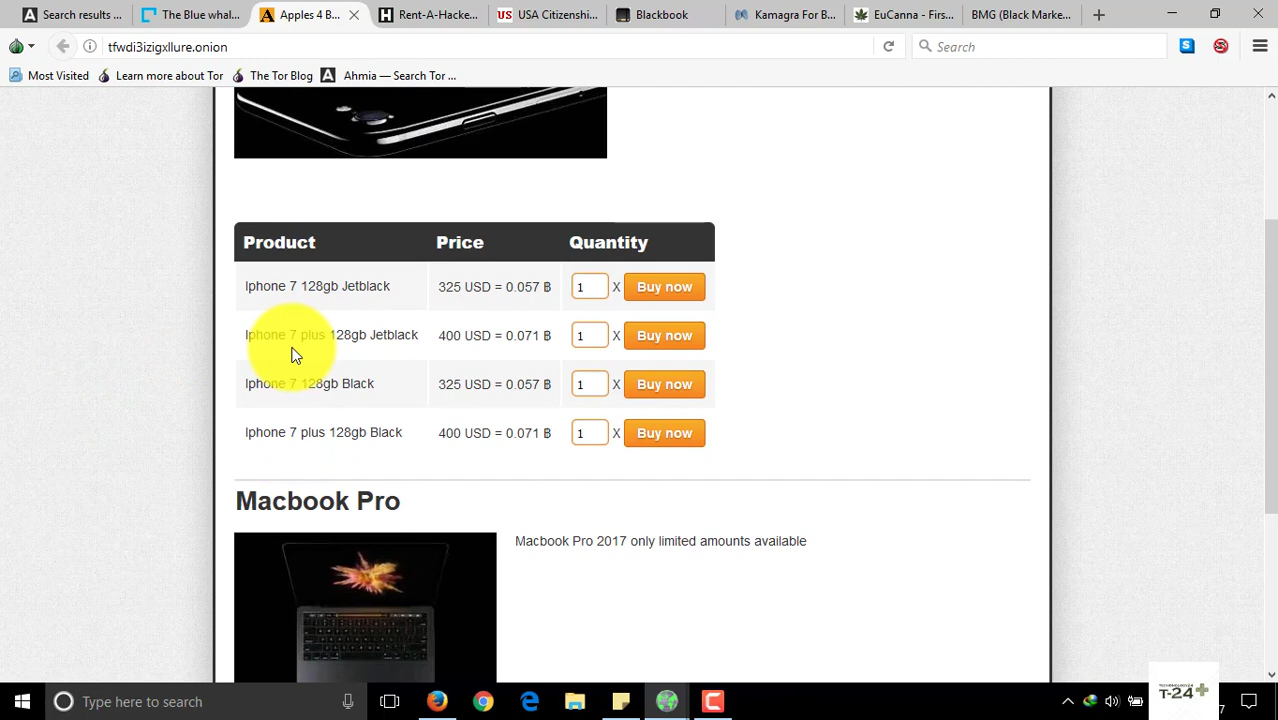 Search results ...
The Blue whal...
Apples 4 B...
Rent-A-Hacke...
USA Citizenshi...
Blackbook
Kamagra For B...
EuCanna - Firs...
BMG (Black Marke...
tfwdi3izigxllure.onion
Search
Most Visited
Learn more about Tor
The Tor Blog
Ahmia — Search Tor ...
Product Price Quantity
Iphone 7 128gb Jetblack 325 USD = 0.057 ฿ 1 X Buy now
Iphone 7 plus 128gb Jetblack 400 USD = 0.071 ฿ 1 X Buy now
Iphone 7 128gb Black 325 USD = 0.057 ฿ 1 X Buy now
Iphone 7 plus 128gb Black 400 USD = 0.071 ฿ 1 X Buy now
Macbook Pro
Macbook Pro 2017 only limited amounts available
Type here to search
T-24